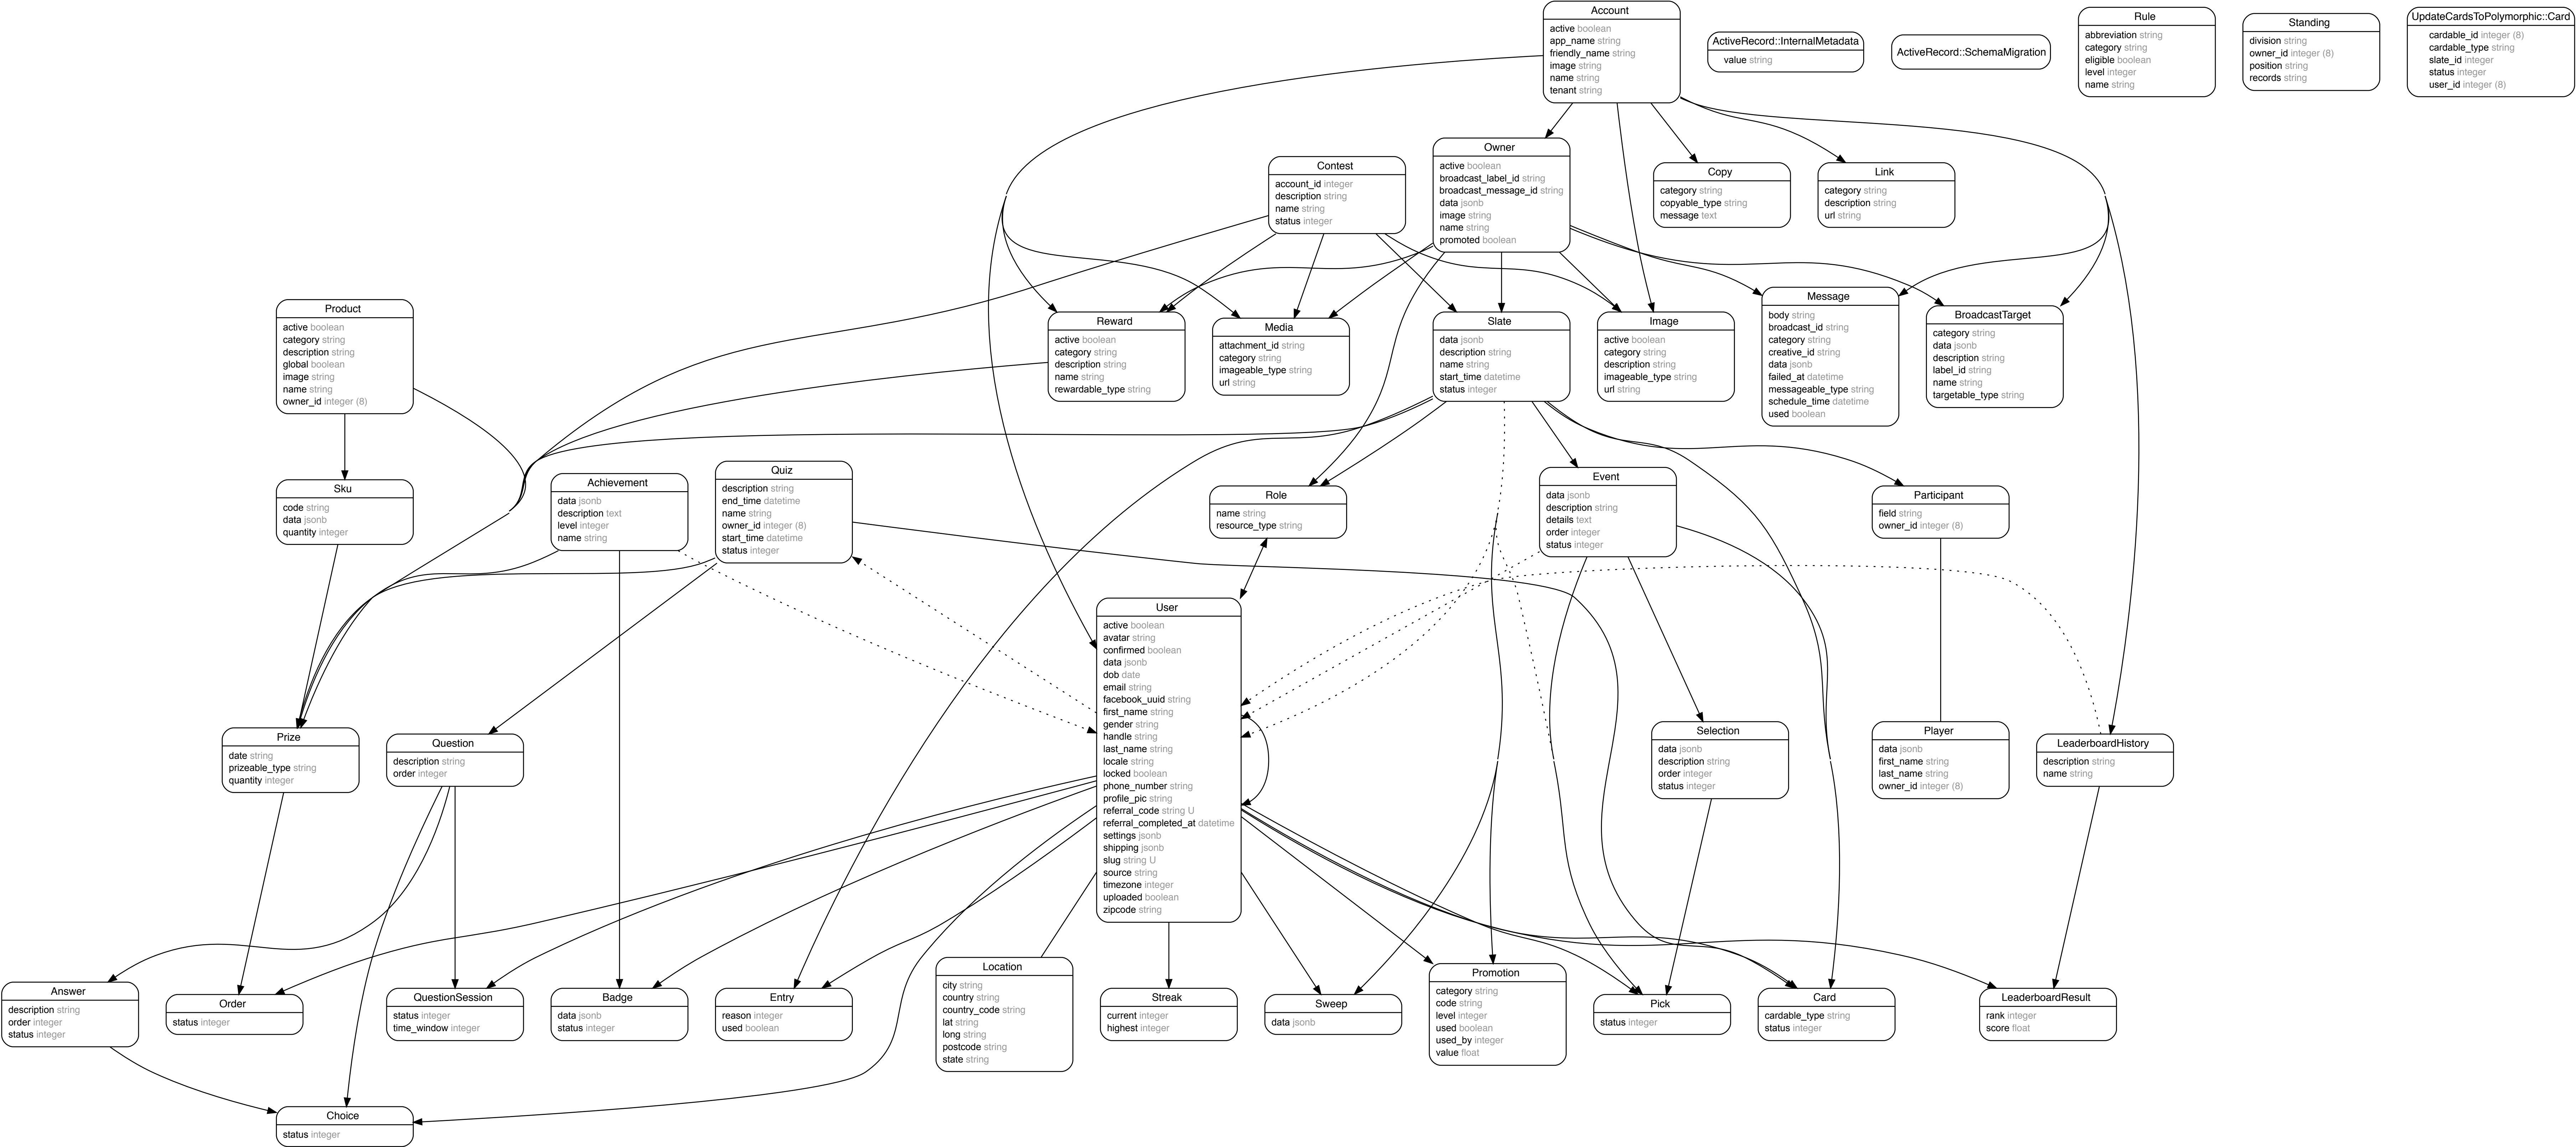 Account
active boolean
app_name string
friendly_name string
image string
name string
tenant string
ActiveRecord::InternalMetadata
value string
ActiveRecord::SchemaMigration
Rule
abbreviation string
category string
eligible boolean
level integer
name string
Standing
division string
owner_id integer (8)
position string
records string
UpdateCardsToPolymorphic::Card
cardable_id integer (8)
cardable_type string
slate_id integer
status integer
user_id integer (8)
Contest
account_id integer
description string
name string
status integer
Owner
active boolean
broadcast_label_id string
broadcast_message_id string
data jsonb
image string
name string
promoted boolean
Copy
category string
copyable_type string
message text
Link
category string
description string
url string
Product
active boolean
category string
description string
global boolean
image string
name string
owner_id integer (8)
Reward
active boolean
category string
description string
name string
rewardable_type string
Media
attachment_id string
category string
imageable_type string
url string
Slate
data jsonb
description string
name string
start_time datetime
status integer
Image
active boolean
category string
description string
imageable_type string
url string
Message
body string
broadcast_id string
category string
creative_id string
data jsonb
failed_at datetime
messageable_type string
schedule_time datetime
used boolean
BroadcastTarget
category string
data jsonb
description string
label_id string
name string
targetable_type string
Sku
code string
data jsonb
quantity integer
Achievement
data jsonb
description text
level integer
name string
Quiz
description string
end_time datetime
name string
owner_id integer (8)
start_time datetime
status integer
Role
name string
resource_type string
Event
data jsonb
description string
details text
order integer
status integer
Participant
field string
owner_id integer (8)
User
active boolean
avatar string
confirmed boolean
data jsonb
dob date
email string
facebook_uuid string
first_name string
gender string
handle string
last_name string
locale string
locked boolean
phone_number string
profile_pic string
referral_code string U
referral_completed_at datetime
settings jsonb
shipping jsonb
slug string U
source string
timezone integer
uploaded boolean
zipcode string
Prize
date string
prizeable_type string
quantity integer
Question
description string
order integer
Selection
data jsonb
description string
order integer
status integer
Player
data jsonb
first_name string
last_name string
owner_id integer (8)
LeaderboardHistory
description string
name string
Answer
description string
order integer
status integer
Order
status integer
QuestionSession
status integer
time_window integer
Badge
data jsonb
status integer
Entry
reason integer
used boolean
Location
city string
country string
country_code string
lat string
long string
postcode string
state string
Streak
current integer
highest integer
Sweep
data jsonb
Promotion
category string
code string
level integer
used boolean
used_by integer
value float
Pick
status integer
Card
cardable_type string
status integer
LeaderboardResult
rank integer
score float
Choice
status integer